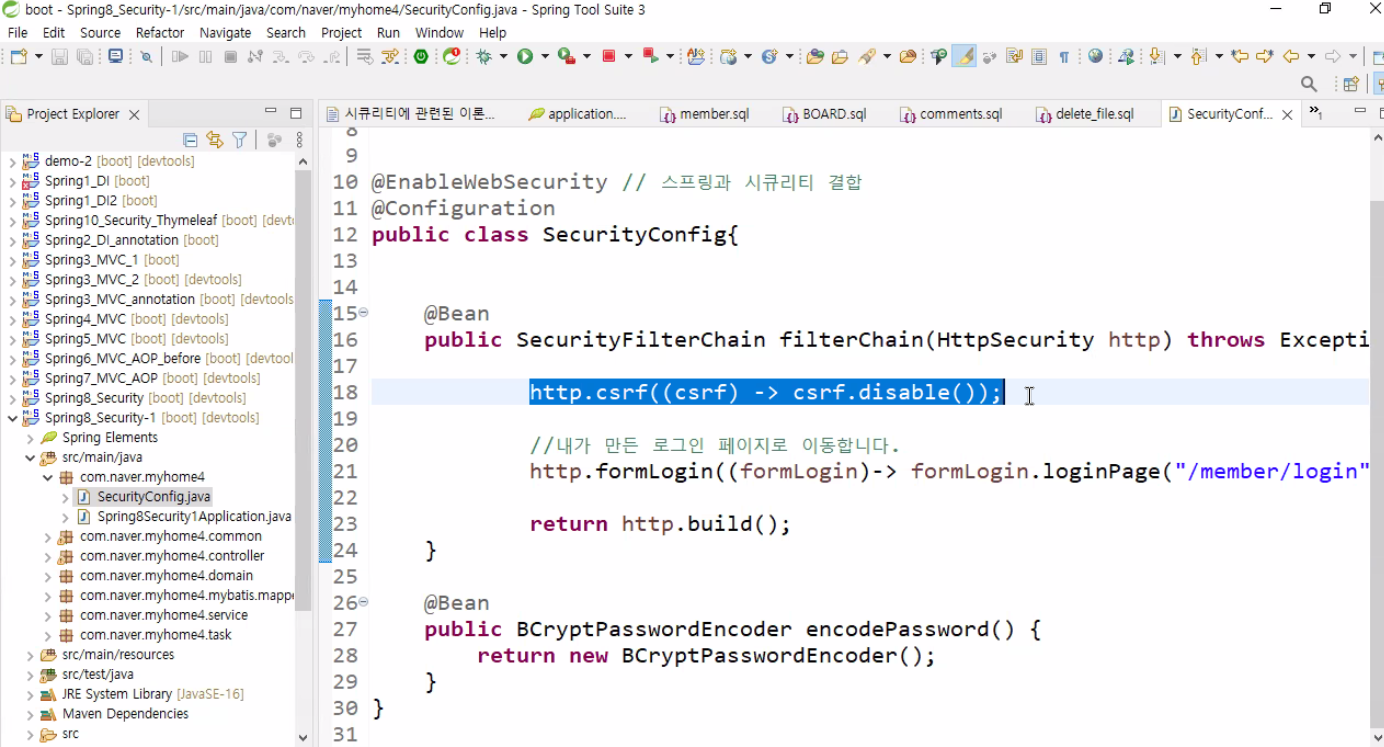 boot - Spring8_Security-1/src/main/java/com/naver/myhome4/SecurityConfig.java - Spring Tool Suite 3
File Edit Source Refactor Navigate Search Project Run Window Help
Project Explorer
시큐리티에 관련된 이론... application.... member.sql BOARD.sql comments.sql delete_file.sql SecurityConf... »1
demo-2 [boot] [devtools]
Spring1_DI [boot]
Spring1_DI2 [boot]
Spring10_Security_Thymeleaf [boot] [devto
Spring2_DI_annotation [boot]
Spring3_MVC_1 [boot]
Spring3_MVC_2 [boot] [devtools]
Spring3_MVC_annotation [boot] [devtools
Spring4_MVC [boot] [devtools]
Spring5_MVC [boot] [devtools]
Spring6_MVC_AOP_before [boot] [devtool
Spring7_MVC_AOP [boot] [devtools]
Spring8_Security [boot] [devtools]
Spring8_Security-1 [boot] [devtools]
Spring Elements
src/main/java
com.naver.myhome4
SecurityConfig.java
Spring8Security1Application.java
com.naver.myhome4.common
com.naver.myhome4.controller
com.naver.myhome4.domain
com.naver.myhome4.mybatis.mappe
com.naver.myhome4.service
com.naver.myhome4.task
src/main/resources
src/test/java
JRE System Library [JavaSE-16]
Maven Dependencies
src
8
9
10 @EnableWebSecurity // 스프링과 시큐리티 결합
11 @Configuration
12 public class SecurityConfig{
13
14
15 @Bean
16 public SecurityFilterChain filterChain(HttpSecurity http) throws Excepti
17
18 http.csrf((csrf) -> csrf.disable());
19
20 //내가 만든 로그인 페이지로 이동합니다.
21 http.formLogin((formLogin)-> formLogin.loginPage("/member/login"
22
23 return http.build();
24 }
25
26 @Bean
27 public BCryptPasswordEncoder encodePassword() {
28 return new BCryptPasswordEncoder();
29 }
30 }
31